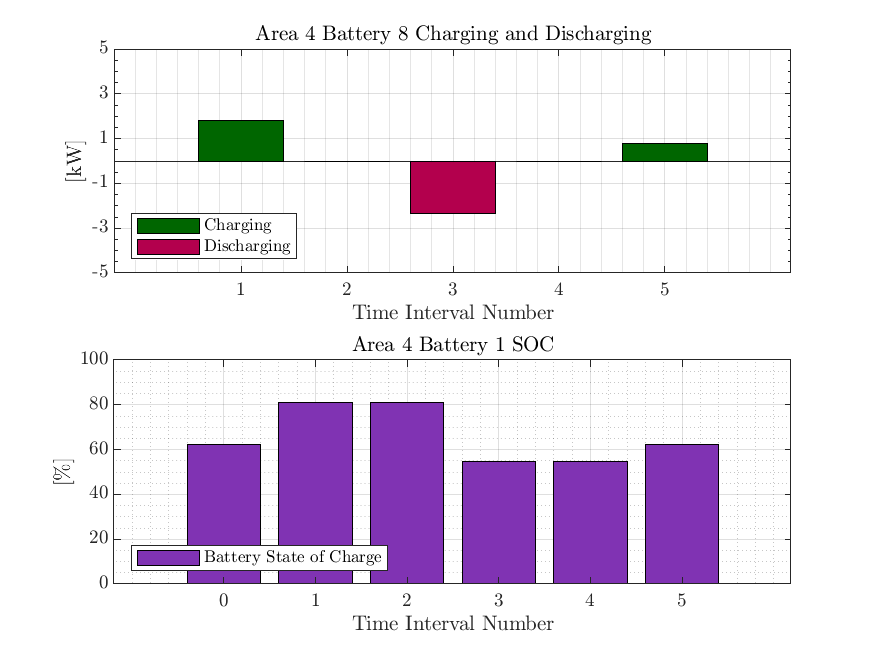 Area 4 Battery 8 Charging and Discharging
5
3
1
-1
-3
-5
[kW]
Charging
Discharging
1 2 3 4 5
Time Interval Number
Area 4 Battery 1 SOC
100
80
60
40
20
0
[%]
Battery State of Charge
0 1 2 3 4 5
Time Interval Number